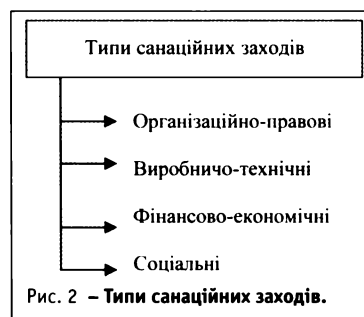 Типи санаційних заходів
Організаційно-правові
Виробничо-технічні
Фінансово-економічні
Соціальні
Рис. 2 – Типи санаційних заходів.